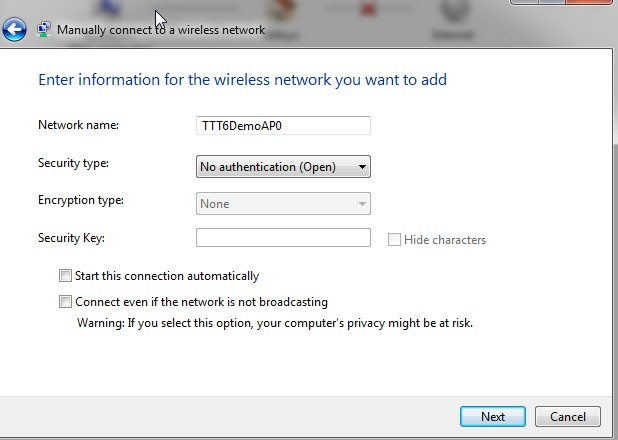 Manually connect to a wireless network
Enter information for the wireless network you want to add
Network name: TTT6DemoAP0
Security type: No authentication (Open)
Encryption type: None
Security Key:
Hide characters
Start this connection automatically
Connect even if the network is not broadcasting
Warning: If you select this option, your computer's privacy might be at risk.
Next Cancel